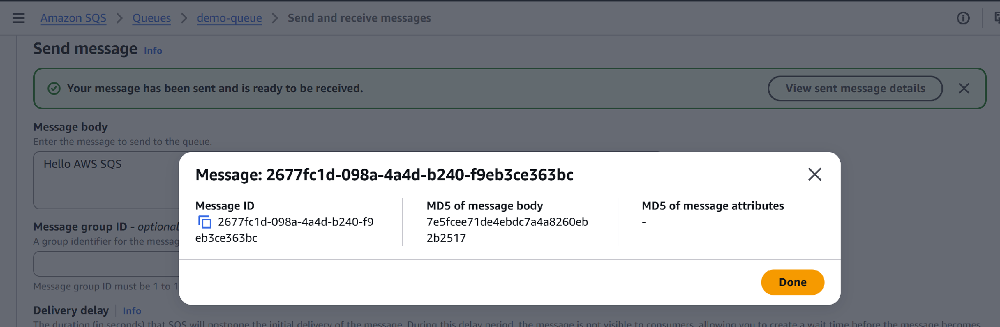 Amazon SQS > Queues > demo-queue > Send and receive messages
Send message Info
Your message has been sent and is ready to be received. View sent message details
Message body
Enter the message to send to the queue.
Hello AWS SQS
Message: 2677fc1d-098a-4a4d-b240-f9eb3ce363bc
Message ID
2677fc1d-098a-4a4d-b240-f9
eb3ce363bc
MD5 of message body
7e5fcee71de4ebdc7a4a8260eb
2b2517
MD5 of message attributes
-
Done
Message group ID - optional
A group identifier for the messag
Message group ID must be 1 to 1
Delivery delay Info
The duration (in seconds) that SQS will postpone the initial delivery of the message. During this delay period, the message is not visible to consumers, allowing you to create a wait time before the message becomes